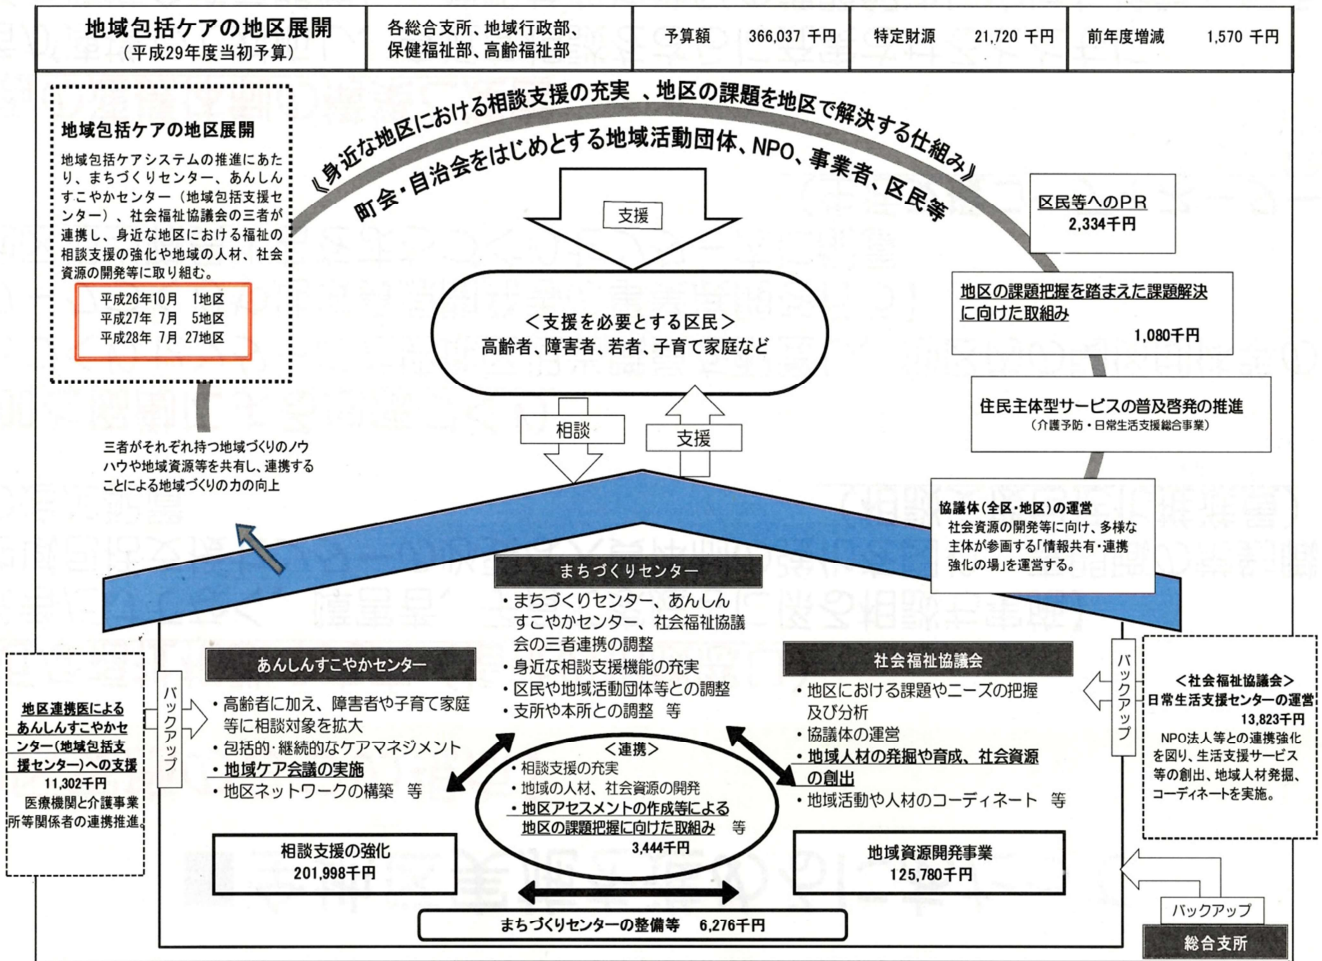 地域包括ケアの地区展開
(平成29年度当初予算)
各総合支所、地域行政部、
保健福祉部、高齢福祉部
予算額　366,037 千円
特定財源　21,720 千円
前年度増減　1,570 千円
《身近な地区における相談支援の充実 、地区の課題を地区で解決する仕組み》
町会・自治会をはじめとする地域活動団体、NPO、事業者、区民等
地域包括ケアの地区展開
地域包括ケアシステムの推進にあた
り、まちづくりセンター、あんしん
すこやかセンター（地域包括支援セ
ンター）、社会福祉協議会の三者が
連携し、身近な地区における福祉の
相談支援の強化や地域の人材、社会
資源の開発等に取り組む。
平成26年10月　1地区
平成27年 7月　5地区
平成28年 7月 27地区
支援
区民等へのPR
2,334千円
地区の課題把握を踏まえた課題解決
に向けた取組み
1,080千円
＜支援を必要とする区民＞
高齢者、障害者、若者、子育て家庭など
住民主体型サービスの普及啓発の推進
(介護予防・日常生活支援総合事業)
相談
支援
三者がそれぞれ持つ地域づくりのノウ
ハウや地域資源等を共有し、連携する
ことによる地域づくりの力の向上
協議体(全区・地区)の運営
社会資源の開発等に向け、多様な
主体が参画する「情報共有・連携
強化の場」を運営する。
まちづくりセンター
・まちづくりセンター、あんしん
すこやかセンター、社会福祉協議
会の三者連携の調整
・身近な相談支援機能の充実
・区民や地域活動団体等との調整
・支所や本所との調整 等
あんしんすこやかセンター
・高齢者に加え、障害者や子育て家庭
等に相談対象を拡大
・包括的・継続的なケアマネジメント
・地域ケア会議の実施
・地区ネットワークの構築 等
社会福祉協議会
・地区における課題やニーズの把握
及び分析
・協議体の運営
・地域人材の発掘や育成、社会資源
の創出
・地域活動や人材のコーディネート 等
バックアップ
地区連携医による
あんしんすこやかセ
ンター(地域包括支
援センター)への支援
11,302千円
医療機関と介護事業
所等関係者の連携推進。
バックアップ
＜社会福祉協議会＞
日常生活支援センターの運営
13,823千円
NPO法人等との連携強化
を図り、生活支援サービス
等の創出、地域人材発掘、
コーディネートを実施。
＜連携＞
・相談支援の充実
・地域の人材、社会資源の開発
・地区アセスメントの作成等による
地区の課題把握に向けた取組み 等
3,444千円
相談支援の強化
201,998千円
地域資源開発事業
125,780千円
まちづくりセンターの整備等　6,276千円
バックアップ
総合支所